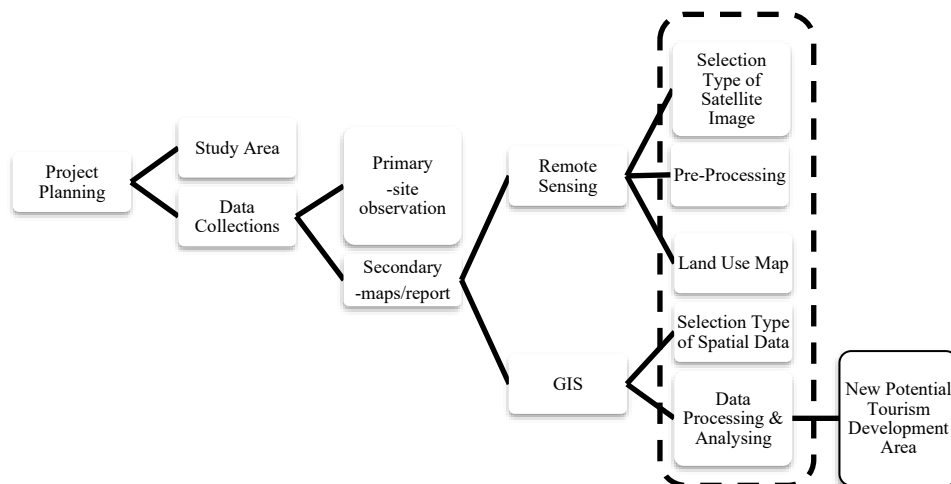 Project
Planning
Study Area
Data
Collections
Primary
-site
observation
Secondary
-maps/report
Remote
Sensing
GIS
Selection
Type of
Satellite
Image
Pre-Processing
Land Use Map
Selection Type
of Spatial Data
Data
Processing &
Analysing
New Potential
Tourism
Development
Area